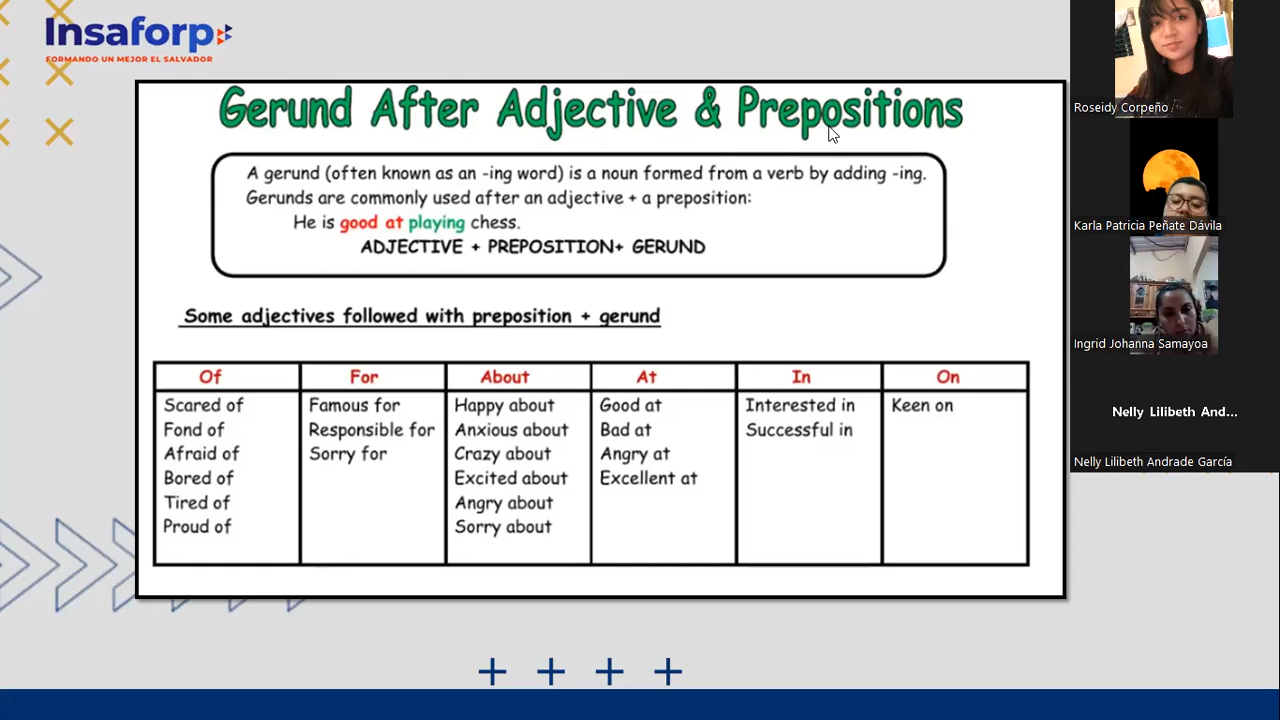 Insaforp
FORMANDO UN MEJOR EL SALVADOR
Gerund After Adjective & Prepositions
A gerund (often known as an -ing word) is a noun formed from a verb by adding -ing.
Gerunds are commonly used after an adjective + a preposition:
He is good at playing chess.
ADJECTIVE + PREPOSITION+ GERUND
Some adjectives followed with preposition + gerund
Of For About At In On
Scared of Famous for Happy about Good at Interested in Keen on
Fond of Responsible for Anxious about Bad at Successful in
Afraid of Sorry for Crazy about Angry at
Bored of Excited about Excellent at
Tired of Angry about
Proud of Sorry about
Roseidy Corpeño
Karla Patricia Peñate Dávila
Ingrid Johanna Samayoa
Nelly Lilibeth And...
Nelly Lilibeth Andrade García